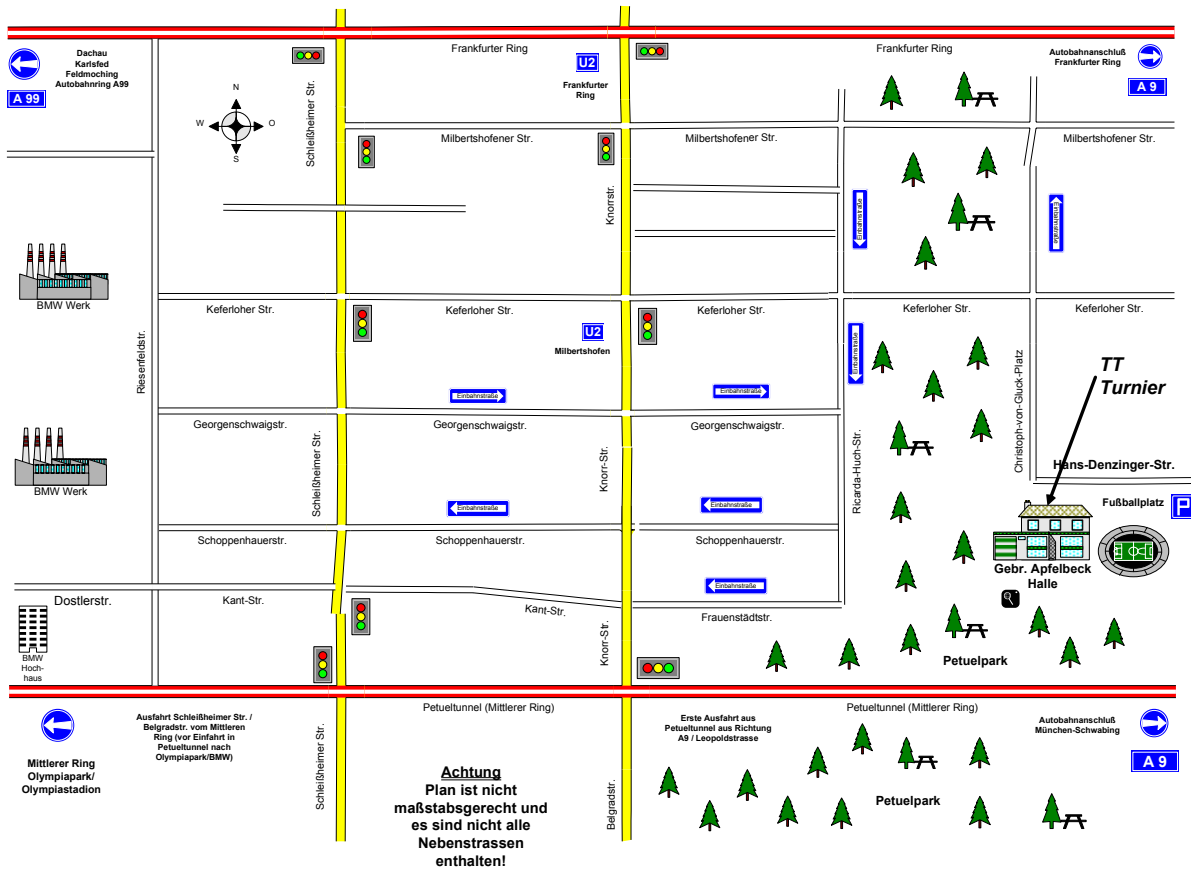 Dachau
Karlsfed
Feldmoching
Autobahnring A99
A 99
Frankfurter Ring
U2
Frankfurter
Ring
Frankfurter Ring
Autobahnanschluß
Frankfurter Ring
A 9
N
W
O
S
Schleißheimer Str.
Milbertshofener Str.
Milbertshofener Str.
Milbertshofener Str.
Knorrstr.
Einbahnstraße
Einbahnstraße
BMW Werk
Keferloher Str.
Keferloher Str.
Keferloher Str.
Keferloher Str.
U2
Milbertshofen
Riesenfeldstr.
Einbahnstraße
Christoph-von-Gluck-Platz
TT
Turnier
Einbahnstraße
Einbahnstraße
Georgenschwaigstr.
Georgenschwaigstr.
Georgenschwaigstr.
Schleißheimer Str.
Knorr-Str.
Ricarda-Huch-Str.
Hans-Denzinger-Str.
BMW Werk
Einbahnstraße
Einbahnstraße
Fußballplatz
P
Schoppenhauerstr.
Schoppenhauerstr.
Schoppenhauerstr.
Gebr. Apfelbeck
Halle
Einbahnstraße
Dostlerstr.
Kant-Str.
Kant-Str.
Frauenstädtstr.
Knorr-Str.
BMW
Hoch-
haus
Petuelpark
Petueltunnel (Mittlerer Ring)
Petueltunnel (Mittlerer Ring)
Mittlerer Ring
Olympiapark/
Olympiastadion
Ausfahrt Schleißheimer Str. /
Belgradstr. vom Mittleren
Ring (vor Einfahrt in
Petueltunnel nach
Olympiapark/BMW)
Schleißheimer Str.
Achtung
Plan ist nicht
maßstabsgerecht und
es sind nicht alle
Nebenstrassen
enthalten!
Belgradstr.
Erste Ausfahrt aus
Petueltunnel aus Richtung
A9 / Leopoldstrasse
Petuelpark
Autobahnanschluß
München-Schwabing
A 9